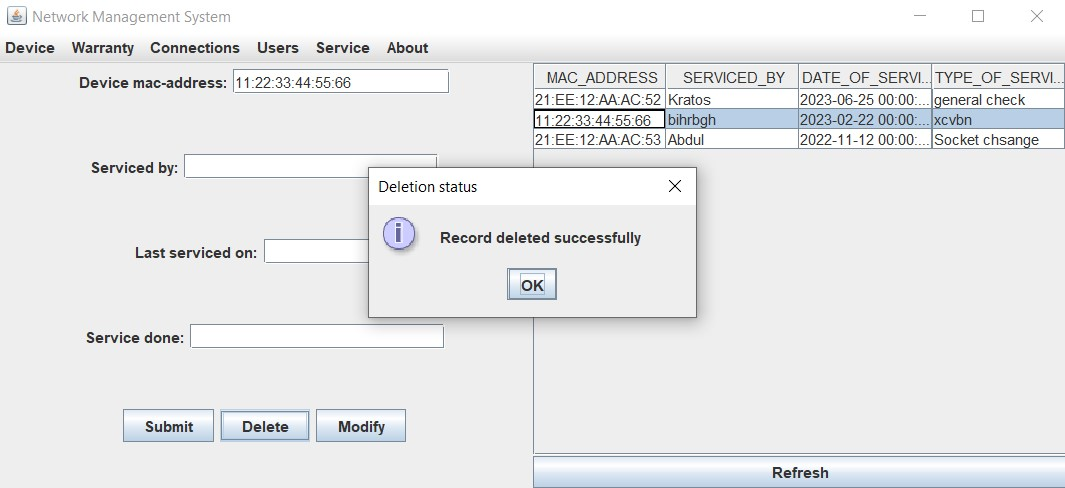 Network Management System
Device Warranty Connections Users Service About
Device mac-address: 11:22:33:44:55:66
Serviced by:
Last serviced on:
Service done:
Submit Delete Modify
MAC_ADDRESS SERVICED_BY DATE_OF_SERVI... TYPE_OF_SERVI...
21:EE:12:AA:AC:52 Kratos 2023-06-25 00:00:... general check
11:22:33:44:55:66 bihrbgh 2023-02-22 00:00:... xcvbn
21:EE:12:AA:AC:53 Abdul 2022-11-12 00:00:... Socket chsange
Refresh
Deletion status
i
Record deleted successfully
OK